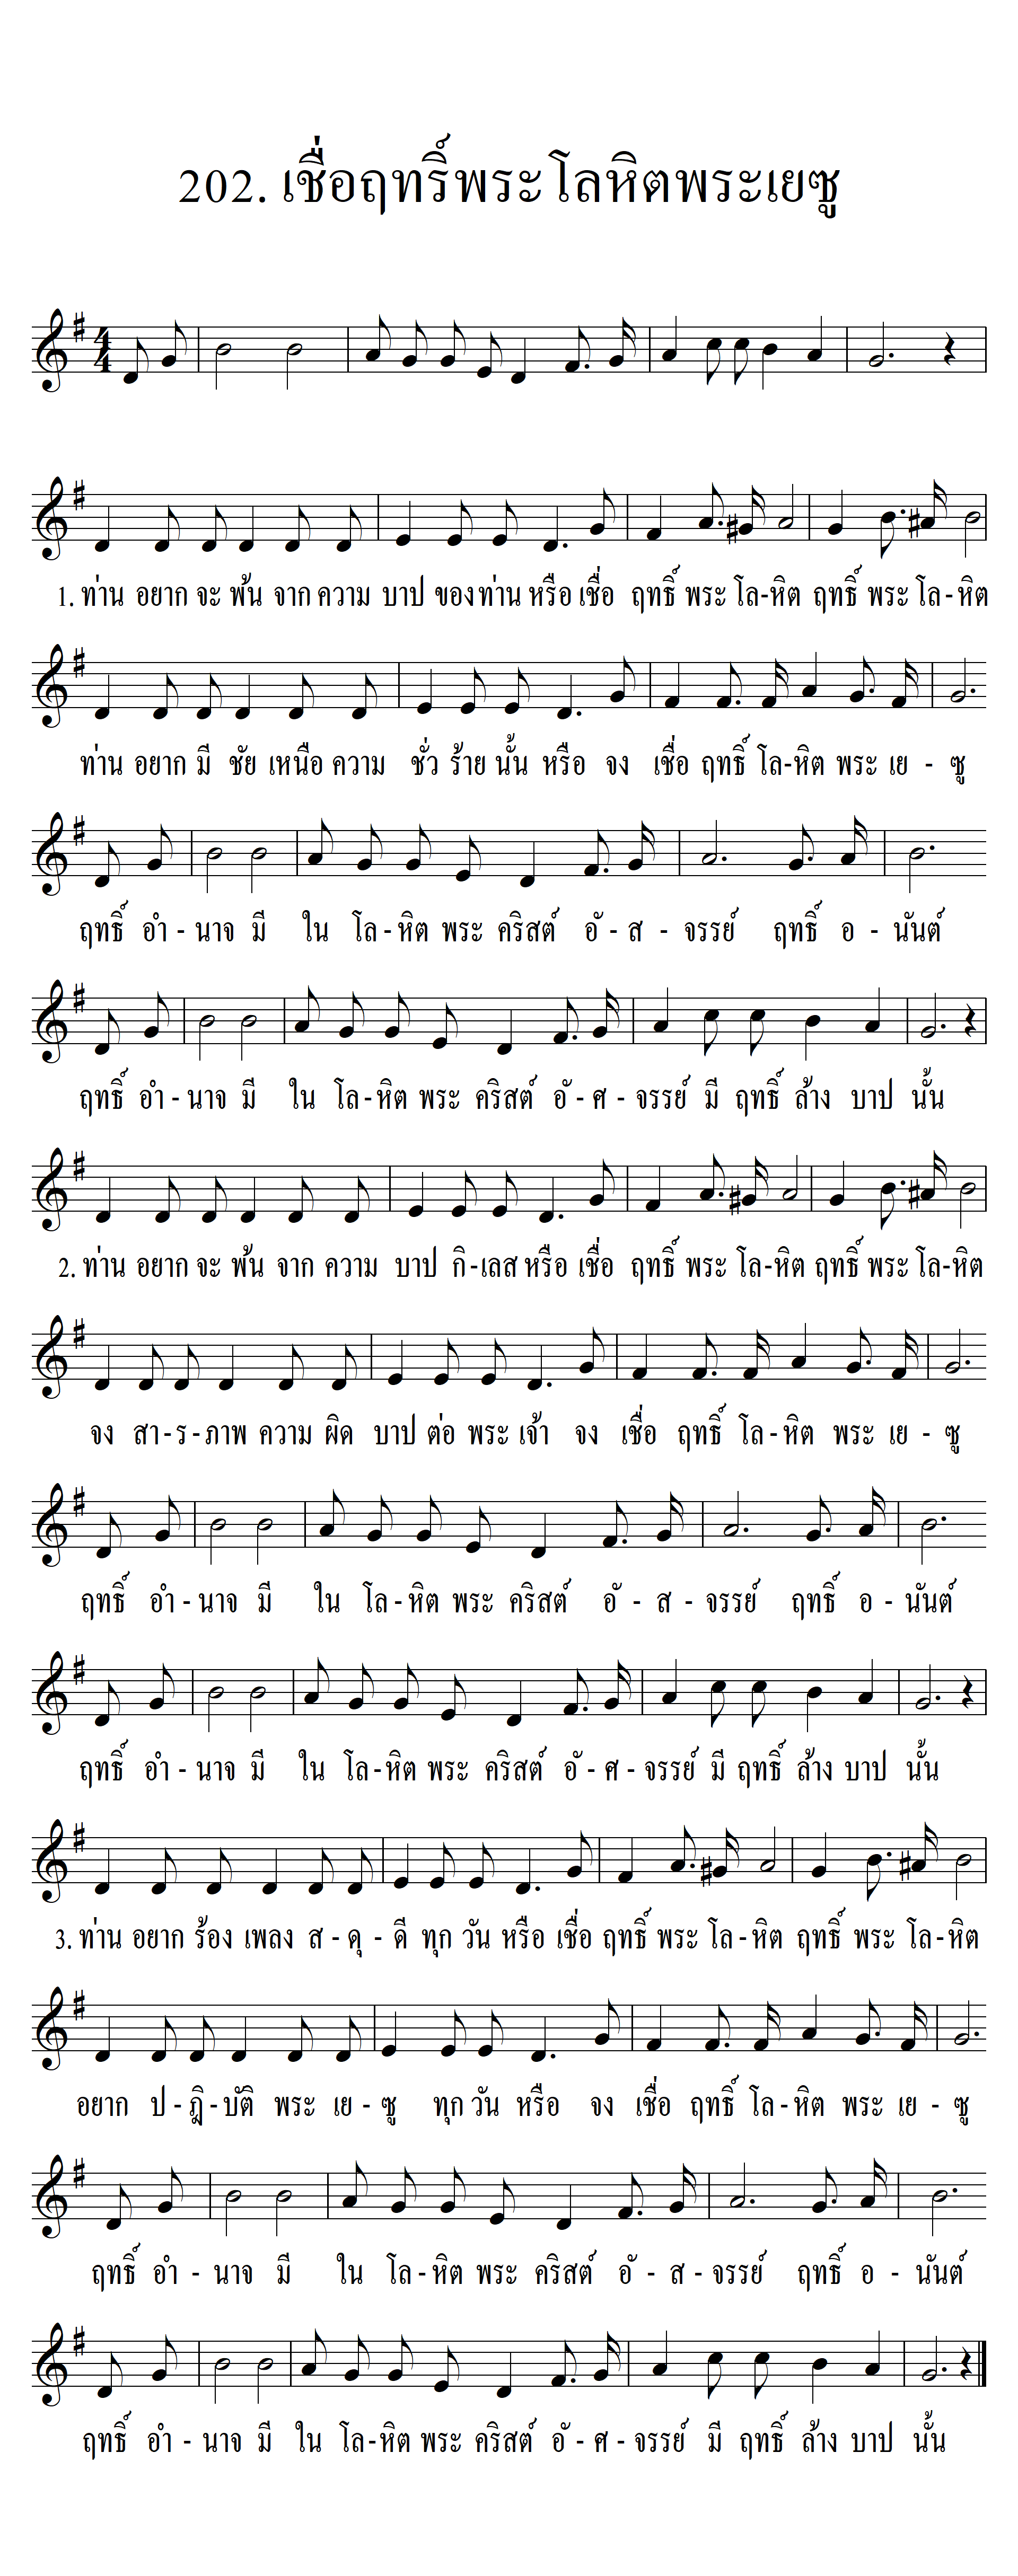 202. เชื่อฤทธิ์พระโลหิตพระเยซู
1. ท่าน อยาก จะ พ้น จาก ความ บาป ของ ท่าน หรือ เชื่อ ฤทธิ์ พระ โล-หิต ฤทธิ์ พระ โล-หิต
ท่าน อยาก มี ชัย เหนือ ความ ชั่ว ร้าย นั้น หรือ จง เชื่อ ฤทธิ์ โล-หิต พระ เย - ซู
ฤทธิ์ อำ - นาจ มี ใน โล - หิต พระ คริสต์ อั - ส - จรรย์ ฤทธิ์ อ - นันต์
ฤทธิ์ อำ - นาจ มี ใน โล-หิต พระ คริสต์ อั - ศ - จรรย์ มี ฤทธิ์ ล้าง บาป นั้น
2. ท่าน อยาก จะ พ้น จาก ความ บาป กิ-เลส หรือ เชื่อ ฤทธิ์ พระ โล-หิต ฤทธิ์ พระ โล-หิต
จง สา-ร-ภาพ ความ ผิด บาป ต่อ พระ เจ้า จง เชื่อ ฤทธิ์ โล-หิต พระ เย - ซู
ฤทธิ์ อำ - นาจ มี ใน โล - หิต พระ คริสต์ อั - ส - จรรย์ ฤทธิ์ อ - นันต์
ฤทธิ์ อำ - นาจ มี ใน โล-หิต พระ คริสต์ อั - ศ - จรรย์ มี ฤทธิ์ ล้าง บาป นั้น
3. ท่าน อยาก ร้อง เพลง ส - ดุ - ดี ทุก วัน หรือ เชื่อ ฤทธิ์ พระ โล-หิต ฤทธิ์ พระ โล-หิต
อยาก ป - ฎิ - บัติ พระ เย - ซู ทุก วัน หรือ จง เชื่อ ฤทธิ์ โล-หิต พระ เย - ซู
ฤทธิ์ อำ - นาจ มี ใน โล - หิต พระ คริสต์ อั - ส - จรรย์ ฤทธิ์ อ - นันต์
ฤทธิ์ อำ - นาจ มี ใน โล-หิต พระ คริสต์ อั - ศ - จรรย์ มี ฤทธิ์ ล้าง บาป นั้น